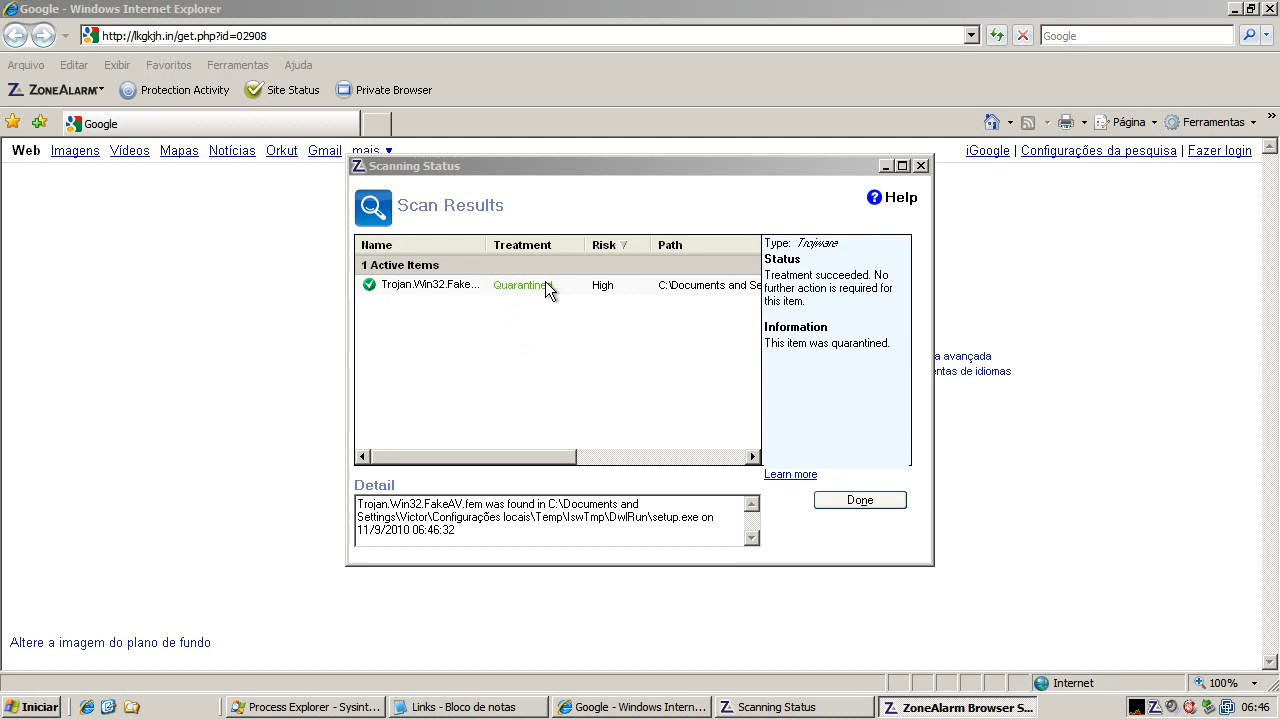 Google - Windows Internet Explorer
http://lkgkjh.in/get.php?id=02908
Google
Arquivo Editar Exibir Favoritos Ferramentas Ajuda
ZONEALARM Protection Activity Site Status Private Browser
Google
Página Ferramentas
Web Imagens Vídeos Mapas Notícias Orkut Gmail mais
iGoogle | Configurações da pesquisa | Fazer login
Scanning Status
Scan Results
Help
Name Treatment Risk Path
1 Active Items
Trojan.Win32.Fake... Quarantined High C:\Documents and Se
Type: Trojware
Status
Treatment succeeded. No
further action is required for
this item.
Information
This item was quarantined.
a avançada
entas de idiomas
Learn more
Detail
Trojan.Win32.FakeAV.fem was found in C:\Documents and
Settings\Victor\Configurações locais\Temp\IswTmp\DwlRun\setup.exe on
11/9/2010 06:46:32
Done
Altere a imagem do plano de fundo
Internet
100%
Iniciar
Process Explorer - Sysint...
Links - Bloco de notas
Google - Windows Intern...
Scanning Status
ZoneAlarm Browser S...
06:46